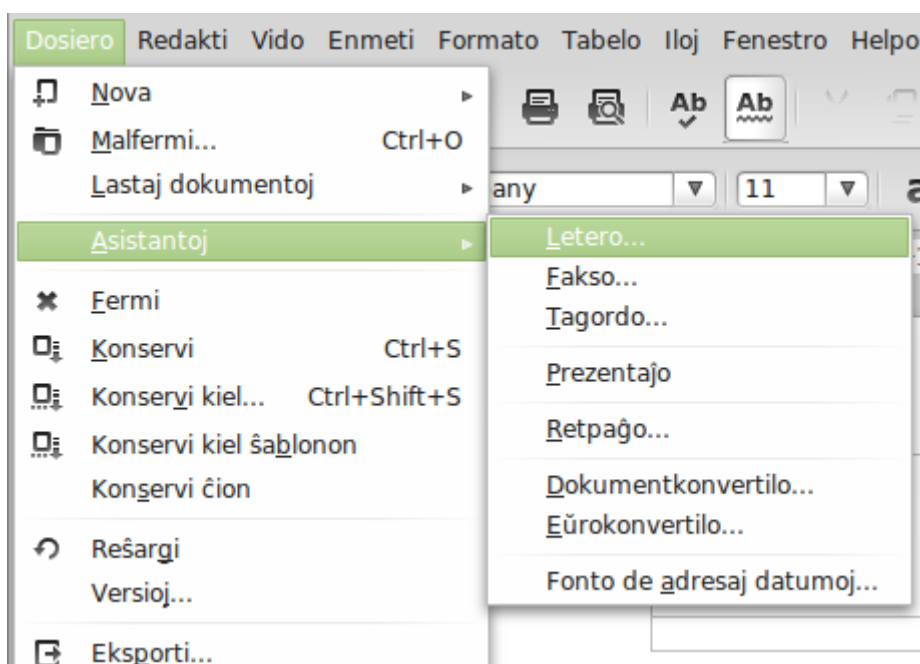 Dosiero Redakti Vido Enmeti Formato Tabelo Iloj Fenestro Helpo
Nova
Malfermi... Ctrl+O
Lastaj dokumentoj
Asistantoj
Fermi
Konservi Ctrl+S
Konservi kiel... Ctrl+Shift+S
Konservi kiel ŝablonon
Konservi ĉion
Reŝargi
Versioj...
Eksporti...
Ab Ab
any 11 a
Letero...
Fakso...
Tagordo...
Prezentaĵo
Retpaĝo...
Dokumentkonvertilo...
Eŭrokonvertilo...
Fonto de adresaj datumoj...